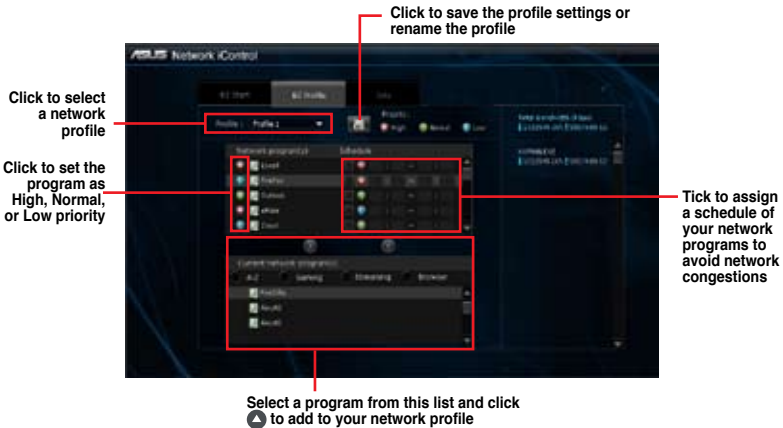 Click to save the profile settings or
rename the profile
ASUS Network iControl
Click to select
a network
profile
EZ Start
EZ Profile
Info
Profile : Profile 1
Priority :
High
Normal
Low
Click to set the
program as
High, Normal,
or Low priority
Network program(s)
Schedule
Firefox
Outlook
Tick to assign
a schedule of
your network
programs to
avoid network
congestions
Current network program(s)
A-Z
Gaming
Streaming
Browser
Select a program from this list and click
to add to your network profile